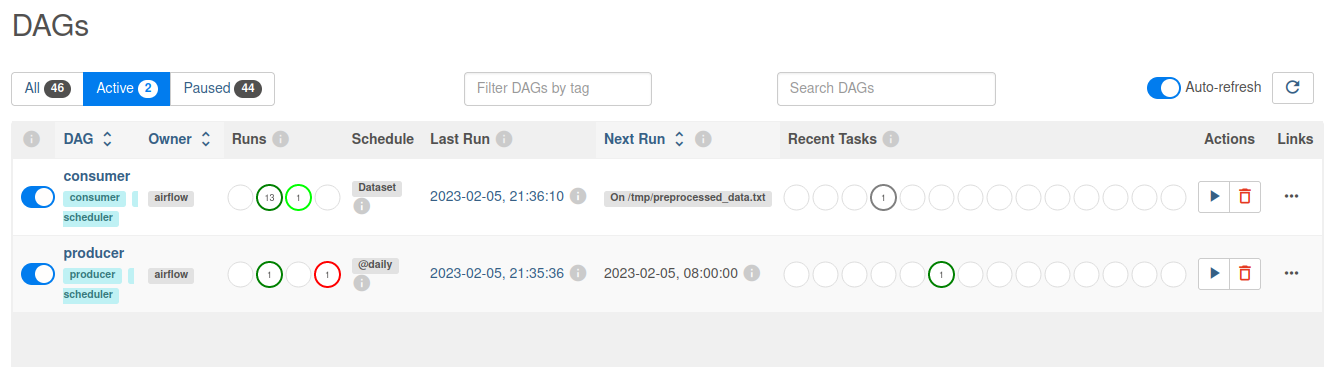 DAGs
All 46 Active 2 Paused 44 Filter DAGs by tag Search DAGs Auto-refresh
i DAG Owner Runs i Schedule Last Run i Next Run i Recent Tasks i Actions Links
consumer
consumer airflow 13 1 Dataset i 2023-02-05, 21:36:10 i On /tmp/preprocessed_data.txt 1
scheduler
producer
producer airflow 1 1 @daily i 2023-02-05, 21:35:36 i 2023-02-05, 08:00:00 i 1
scheduler